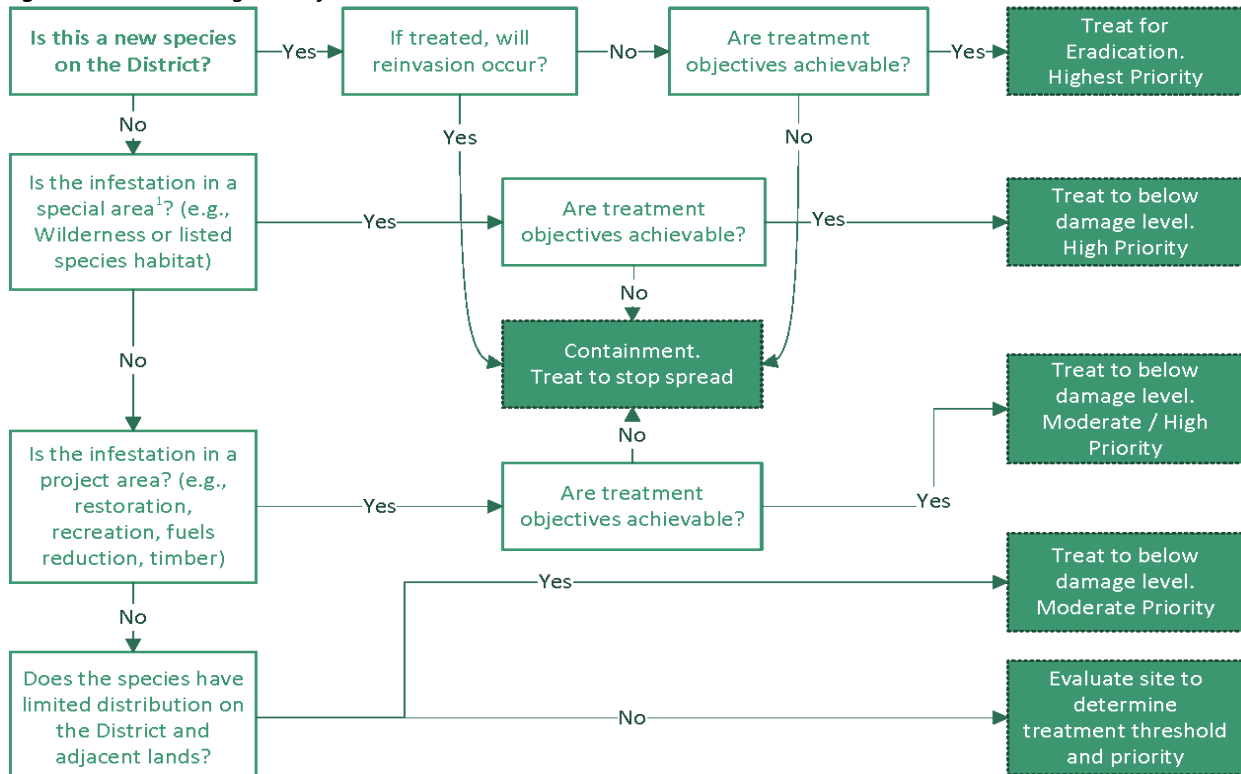 Is this a new species
on the District?
Yes
If treated, will
reinvasion occur?
No
Are treatment
objectives achievable?
Yes
Treat for
Eradication.
Highest Priority
No
Yes
No
Is the infestation in a
special area¹? (e.g.,
Wilderness or listed
species habitat)
Yes
Are treatment
objectives achievable?
Yes
Treat to below
damage level.
High Priority
No
No
Containment.
Treat to stop spread
Treat to below
damage level.
Moderate / High
Priority
No
Is the infestation in a
project area? (e.g.,
restoration,
recreation, fuels
reduction, timber)
Yes
Are treatment
objectives achievable?
Yes
No
Yes
Treat to below
damage level.
Moderate Priority
Does the species have
limited distribution on
the District and
adjacent lands?
No
Evaluate site to
determine
treatment threshold
and priority